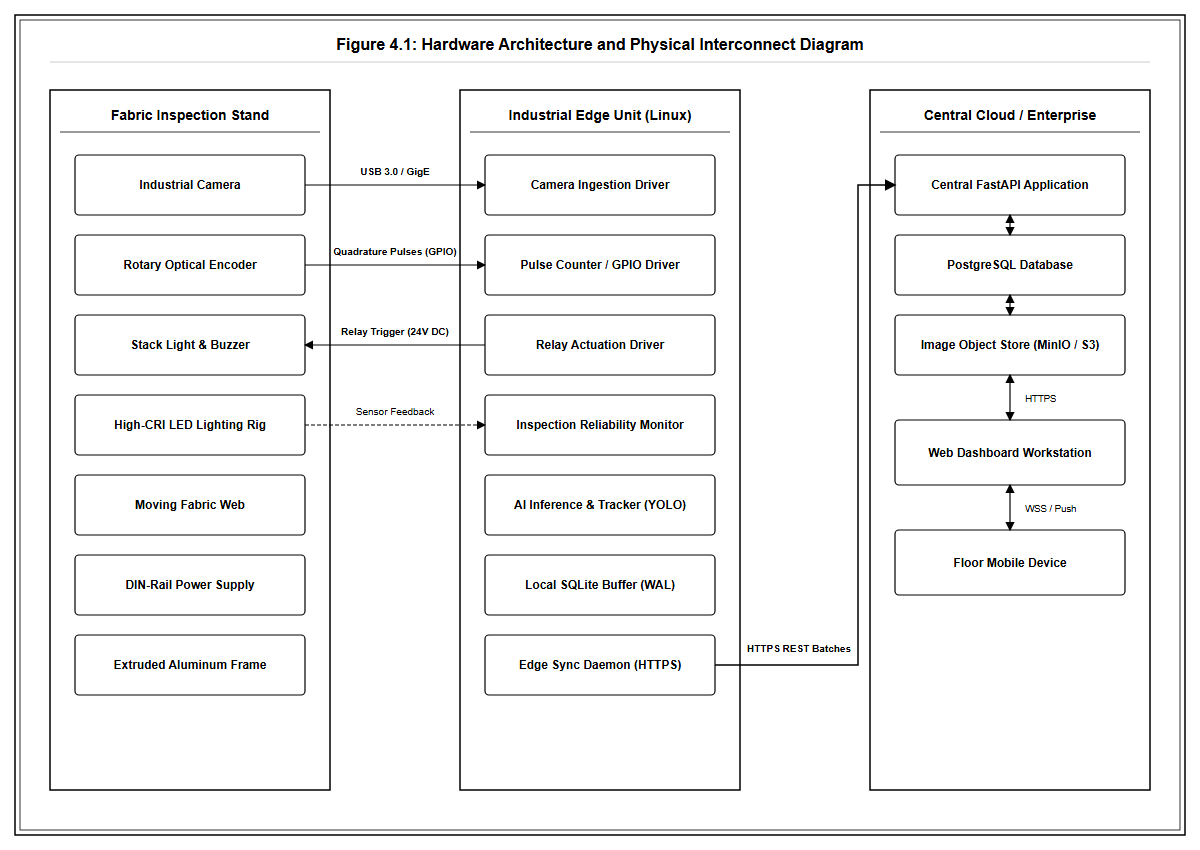 Figure 4.1: Hardware Architecture and Physical Interconnect Diagram
Fabric Inspection Stand
Industrial Camera
Rotary Optical Encoder
Stack Light & Buzzer
High-CRI LED Lighting Rig
Moving Fabric Web
DIN-Rail Power Supply
Extruded Aluminum Frame
USB 3.0 / GigE
Quadrature Pulses (GPIO)
Relay Trigger (24V DC)
Sensor Feedback
Industrial Edge Unit (Linux)
Camera Ingestion Driver
Pulse Counter / GPIO Driver
Relay Actuation Driver
Inspection Reliability Monitor
AI Inference & Tracker (YOLO)
Local SQLite Buffer (WAL)
Edge Sync Daemon (HTTPS)
HTTPS REST Batches
Central Cloud / Enterprise
Central FastAPI Application
PostgreSQL Database
Image Object Store (MinIO / S3)
HTTPS
Web Dashboard Workstation
WSS / Push
Floor Mobile Device